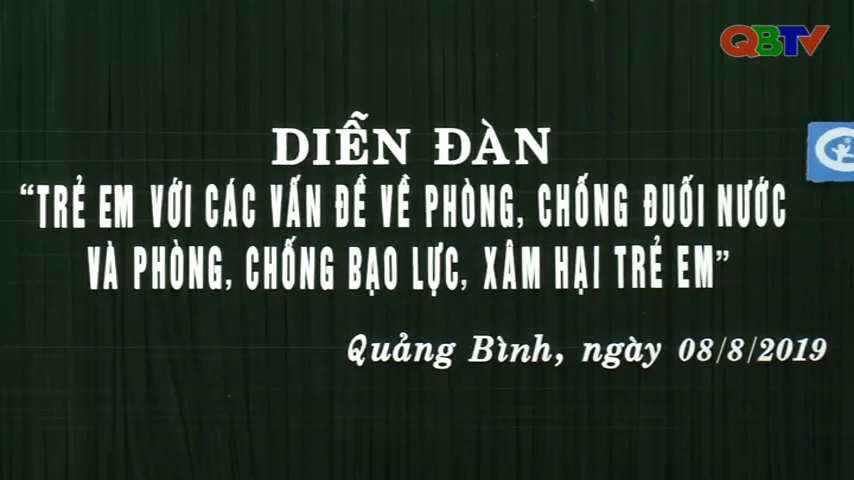 QBTV
DIỄN ĐÀN
“TRẺ EM VỚI CÁC VẤN ĐỀ VỀ PHÒNG, CHỐNG ĐUỐI NƯỚC
VÀ PHÒNG, CHỐNG BẠO LỰC, XÂM HẠI TRẺ EM”
Quảng Bình, ngày 08/8/2019